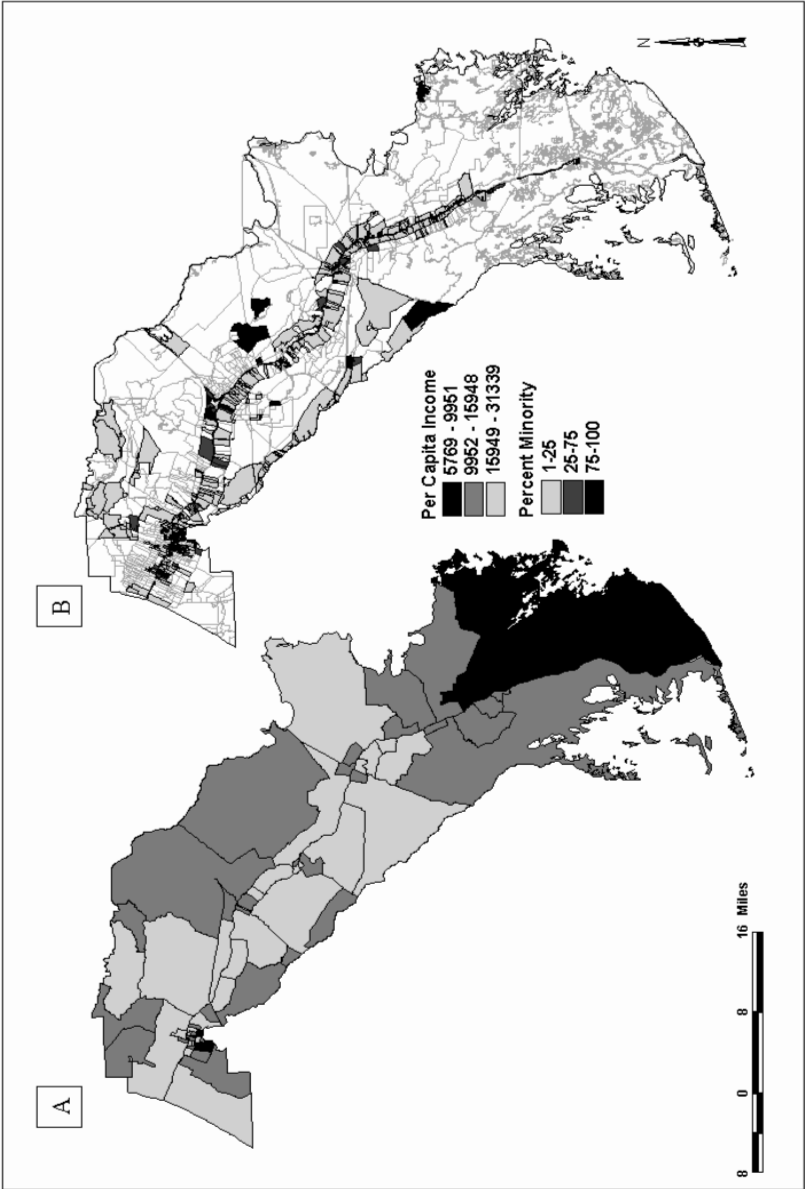 A
B
N
Per Capita Income
5769 - 9951
9952 - 15948
15949 - 31339
Percent Minority
1-25
25-75
75-100
8 0 8 16 Miles